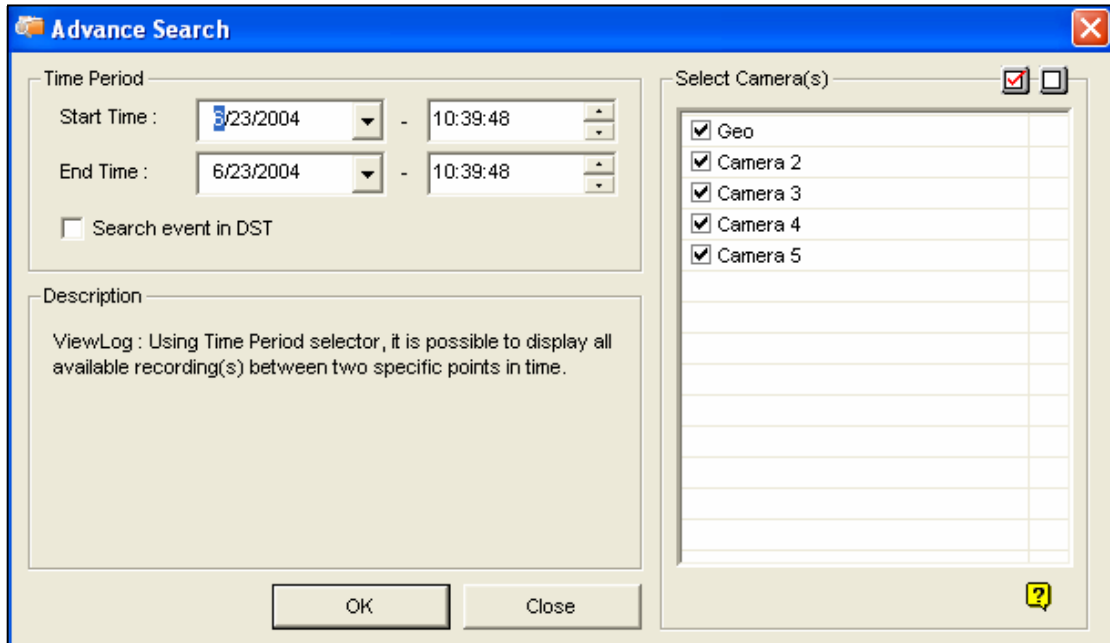 Advance Search
Time Period
Start Time :
6/23/2004
-
10:39:48
End Time :
6/23/2004
-
10:39:48
Search event in DST
Description
ViewLog : Using Time Period selector, it is possible to display all
available recording(s) between two specific points in time.
OK
Close
Select Camera(s)
Geo
Camera 2
Camera 3
Camera 4
Camera 5
?